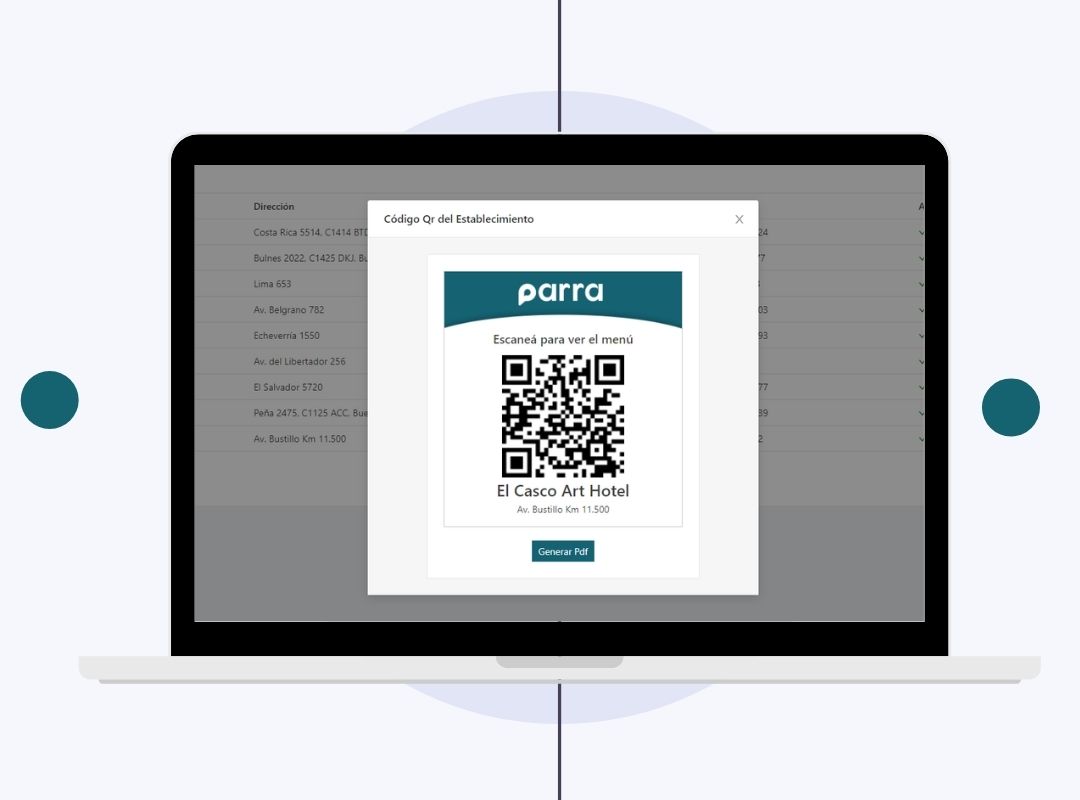 Dirección
A
Costa Rica 5514, C1414 BTD
24
Bulnes 2022, C1425 DKJ, Bu
Lima 653
Av. Belgrano 782
03
Echeverría 1550
93
Av. del Libertador 256
El Salvador 5720
77
Peña 2475, C1125 ACC, Bue
39
Av. Bustillo Km 11.500
2
Código Qr del Establecimiento
X
parra
Escaneá para ver el menú
El Casco Art Hotel
Av. Bustillo Km 11.500
Generar Pdf